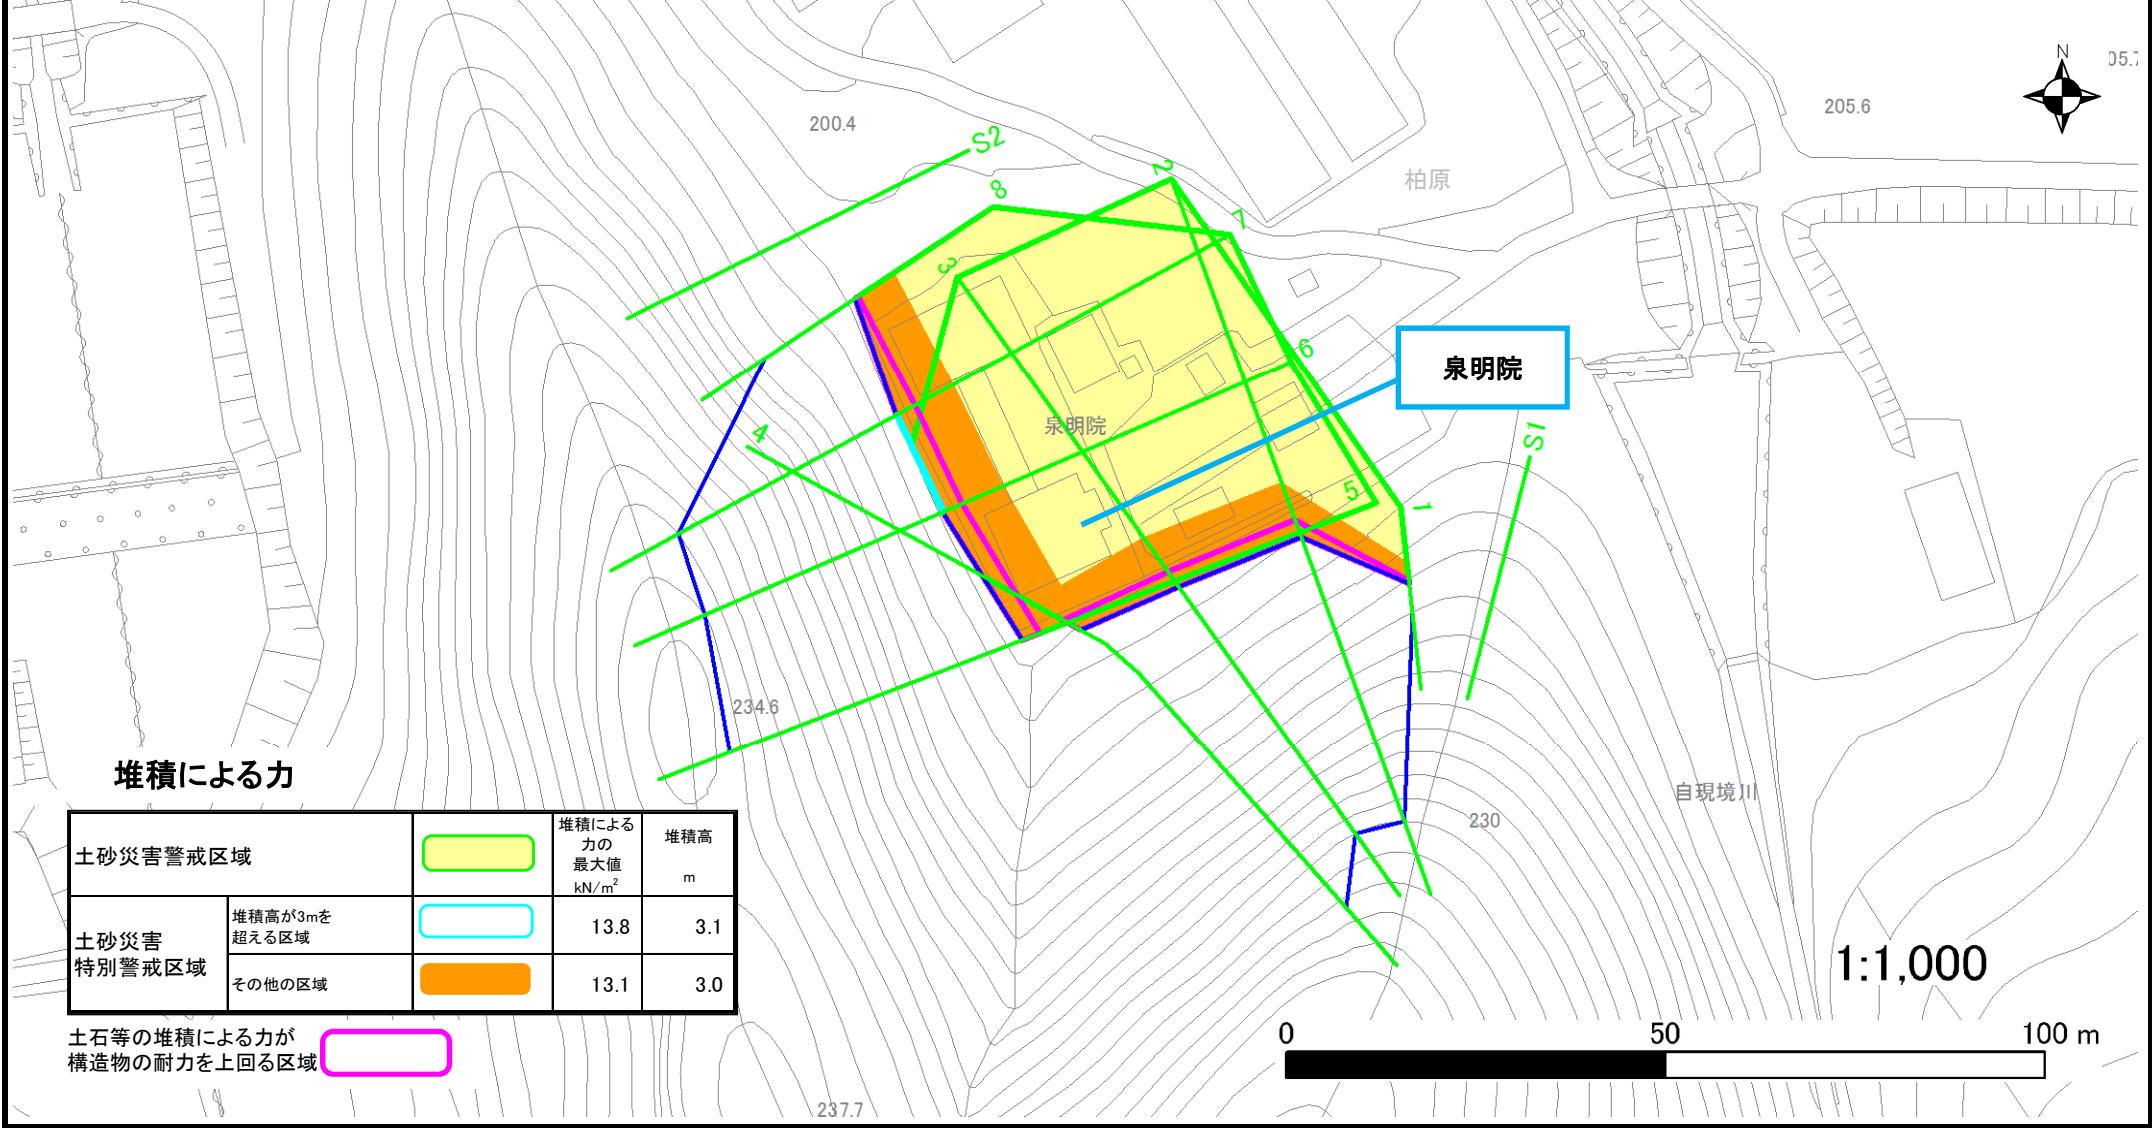 N
05.7
205.6
200.4
S2
2
8
柏原
7
3
6
泉明院
4
泉明院
S1
5
1
234.6
堆積による力
自現境川
230
土砂災害警戒区域
堆積による
力の
最大値
kN/m²
堆積高
m
土砂災害
特別警戒区域
堆積高が3mを
超える区域
13.8
3.1
その他の区域
13.1
3.0
1:1,000
土石等の堆積による力が
構造物の耐力を上回る区域
0
50
100 m
237.7